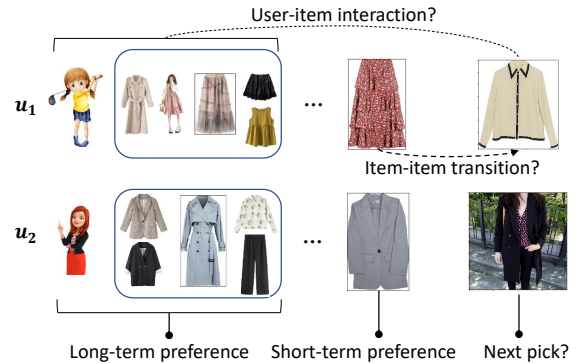 User-item interaction?
u₁
...
Item-item transition?
u₂
...
Long-term preference
Short-term preference
Next pick?